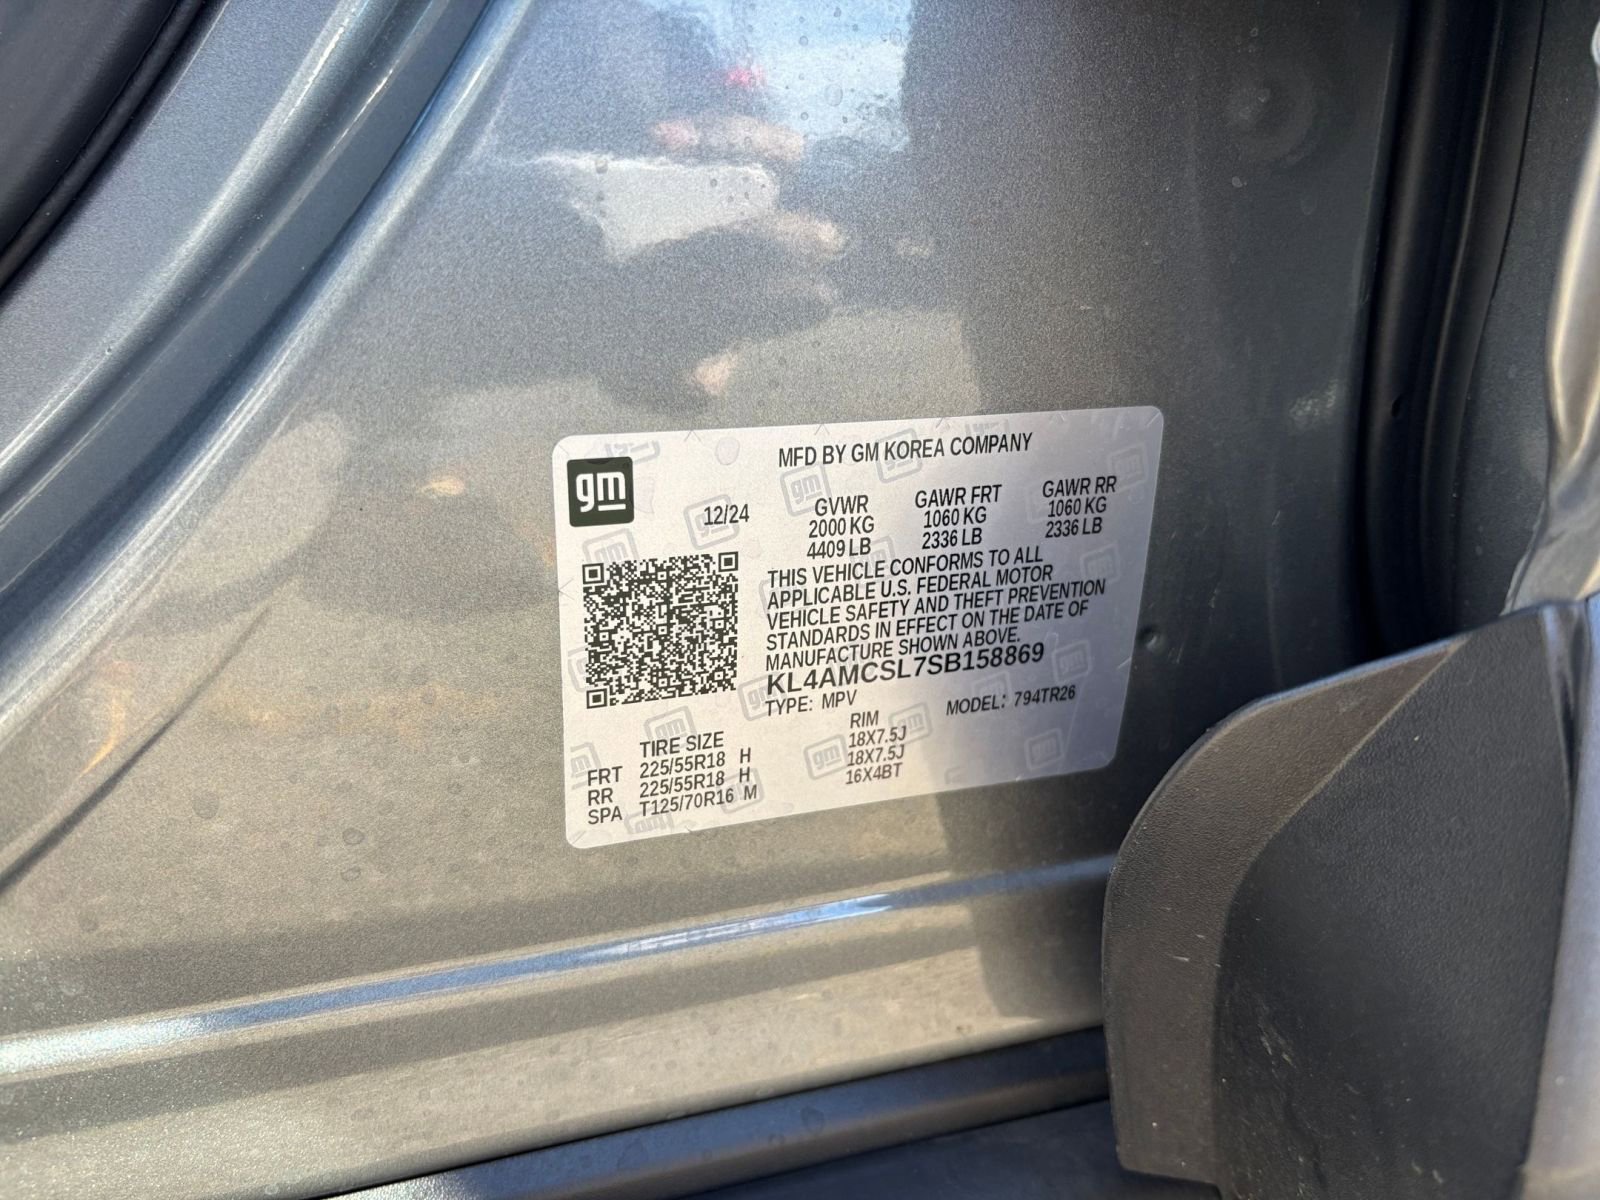 gm
MFD BY GM KOREA COMPANY
12/24
GVWR GAWR FRT GAWR RR
2000 KG 1060 KG 1060 KG
4409 LB 2336 LB 2336 LB
THIS VEHICLE CONFORMS TO ALL
APPLICABLE U.S. FEDERAL MOTOR
VEHICLE SAFETY AND THEFT PREVENTION
STANDARDS IN EFFECT ON THE DATE OF
MANUFACTURE SHOWN ABOVE.
KL4AMCSL7SB158869
TYPE: MPV MODEL: 794TR26
TIRE SIZE RIM
FRT 225/55R18 H 18X7.5J
RR 225/55R18 H 18X7.5J
SPA T125/70R16 M 16X4BT